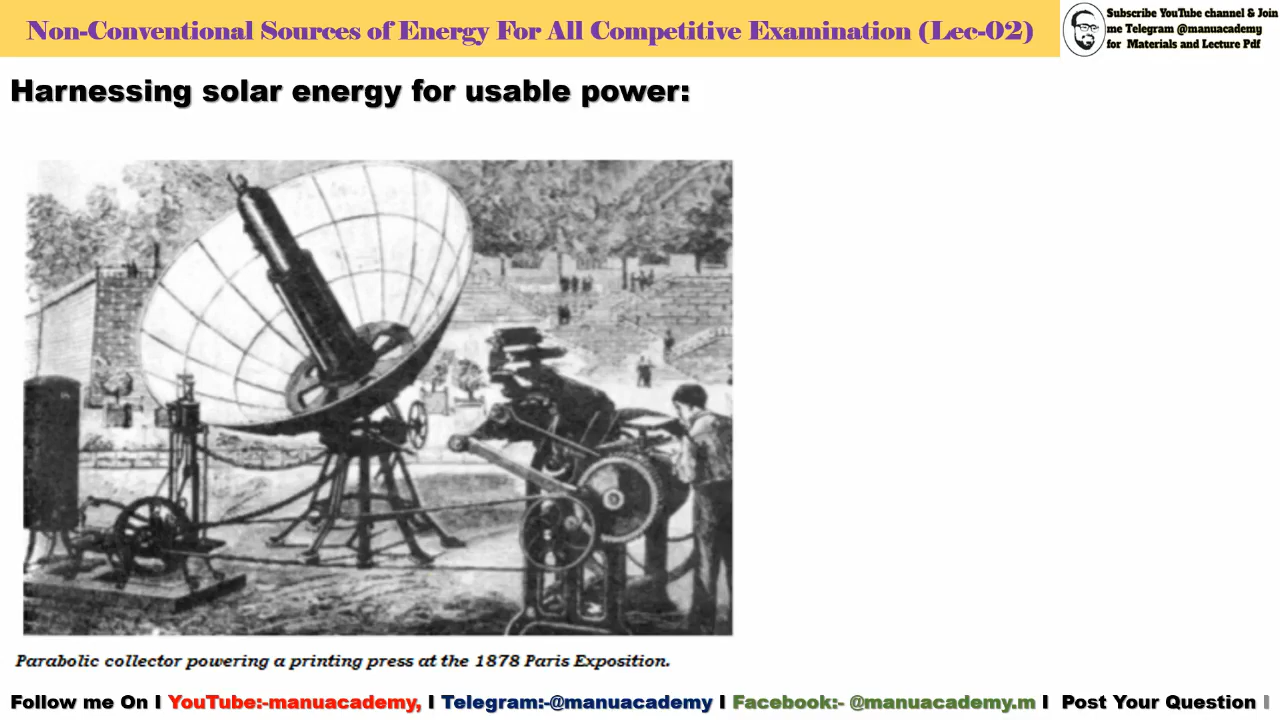 Non-Conventional Sources of Energy For All Competitive Examination (Lec-02)
Subscribe YouTube channel & Join
me Telegram @manuacademy
for Materials and Lecture Pdf
Harnessing solar energy for usable power:
Parabolic collector powering a printing press at the 1878 Paris Exposition.
Follow me On I YouTube:-manuacademy, I Telegram:-@manuacademy I Facebook:- @manuacademy.m I Post Your Question I